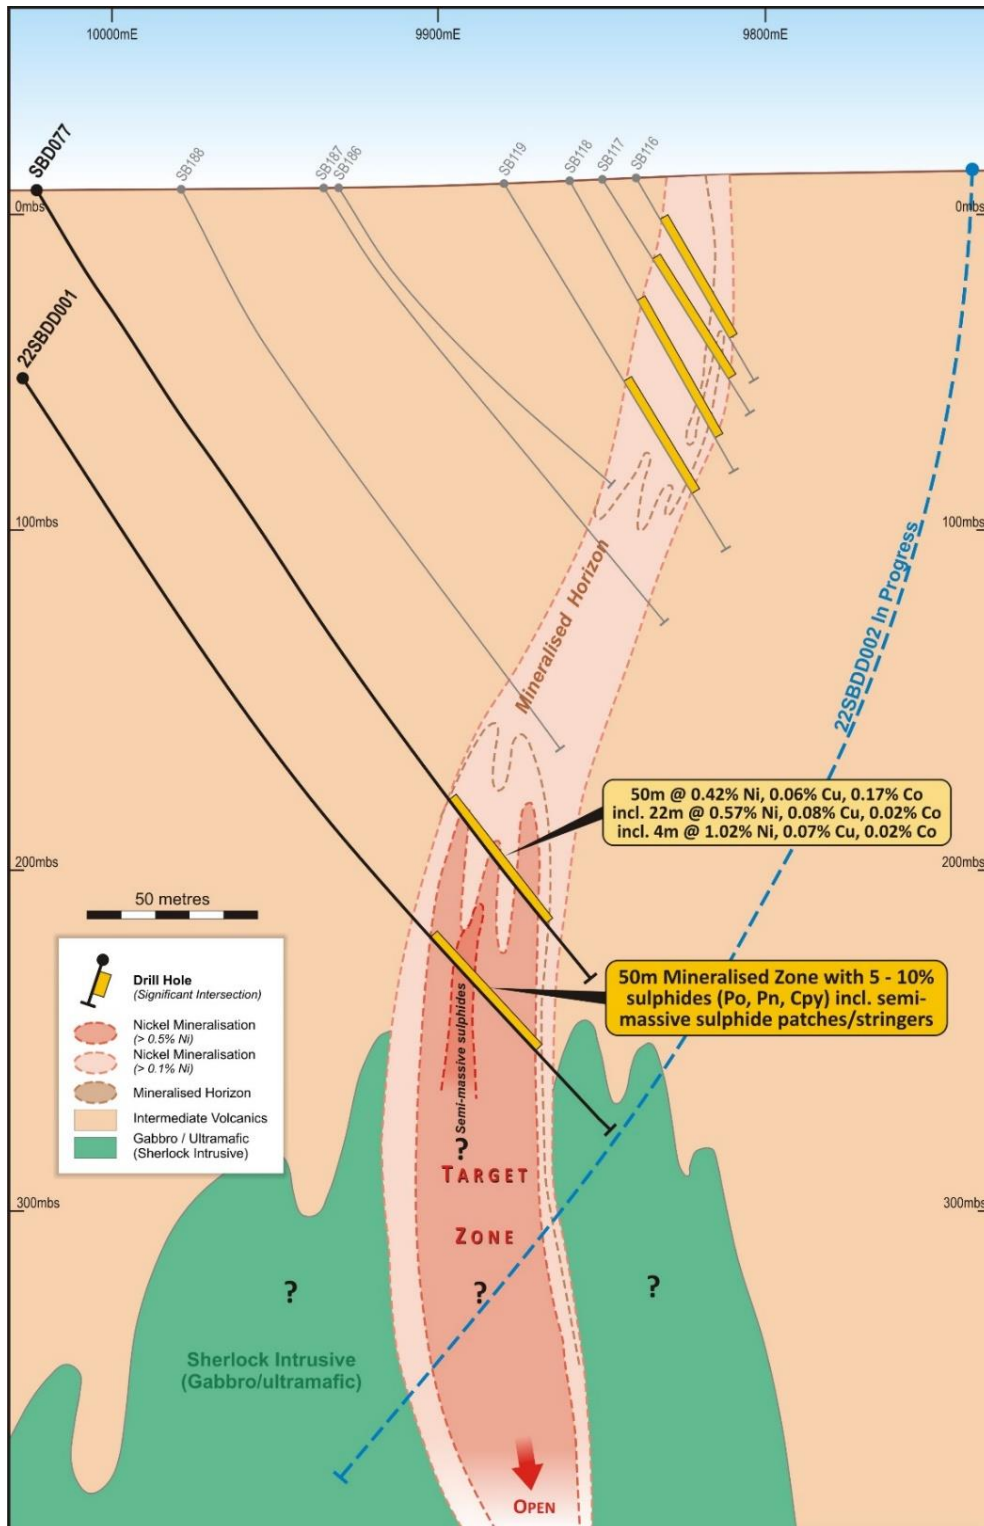 10000mE
9900mE
9800mE
SBD077
SB188
SB187
SB186
SB119
SB118
SB117
SB116
0mbs
0mbs
22SBDD001
100mbs
100mbs
Mineralised Horizon
22SBDD002 In Progress
50m @ 0.42% Ni, 0.06% Cu, 0.17% Co
incl. 22m @ 0.57% Ni, 0.08% Cu, 0.02% Co
incl. 4m @ 1.02% Ni, 0.07% Cu, 0.02% Co
200mbs
200mbs
50 metres
Drill Hole
(Significant Intersection)
Nickel Mineralisation
(> 0.5% Ni)
Nickel Mineralisation
(> 0.1% Ni)
Mineralised Horizon
Intermediate Volcanics
Gabbro / Ultramafic
(Sherlock Intrusive)
50m Mineralised Zone with 5 - 10%
sulphides (Po, Pn, Cpy) incl. semi-
massive sulphide patches/stringers
Semi-massive sulphides
?
TARGET
ZONE
300mbs
300mbs
?
?
?
Sherlock Intrusive
(Gabbro/ultramafic)
OPEN